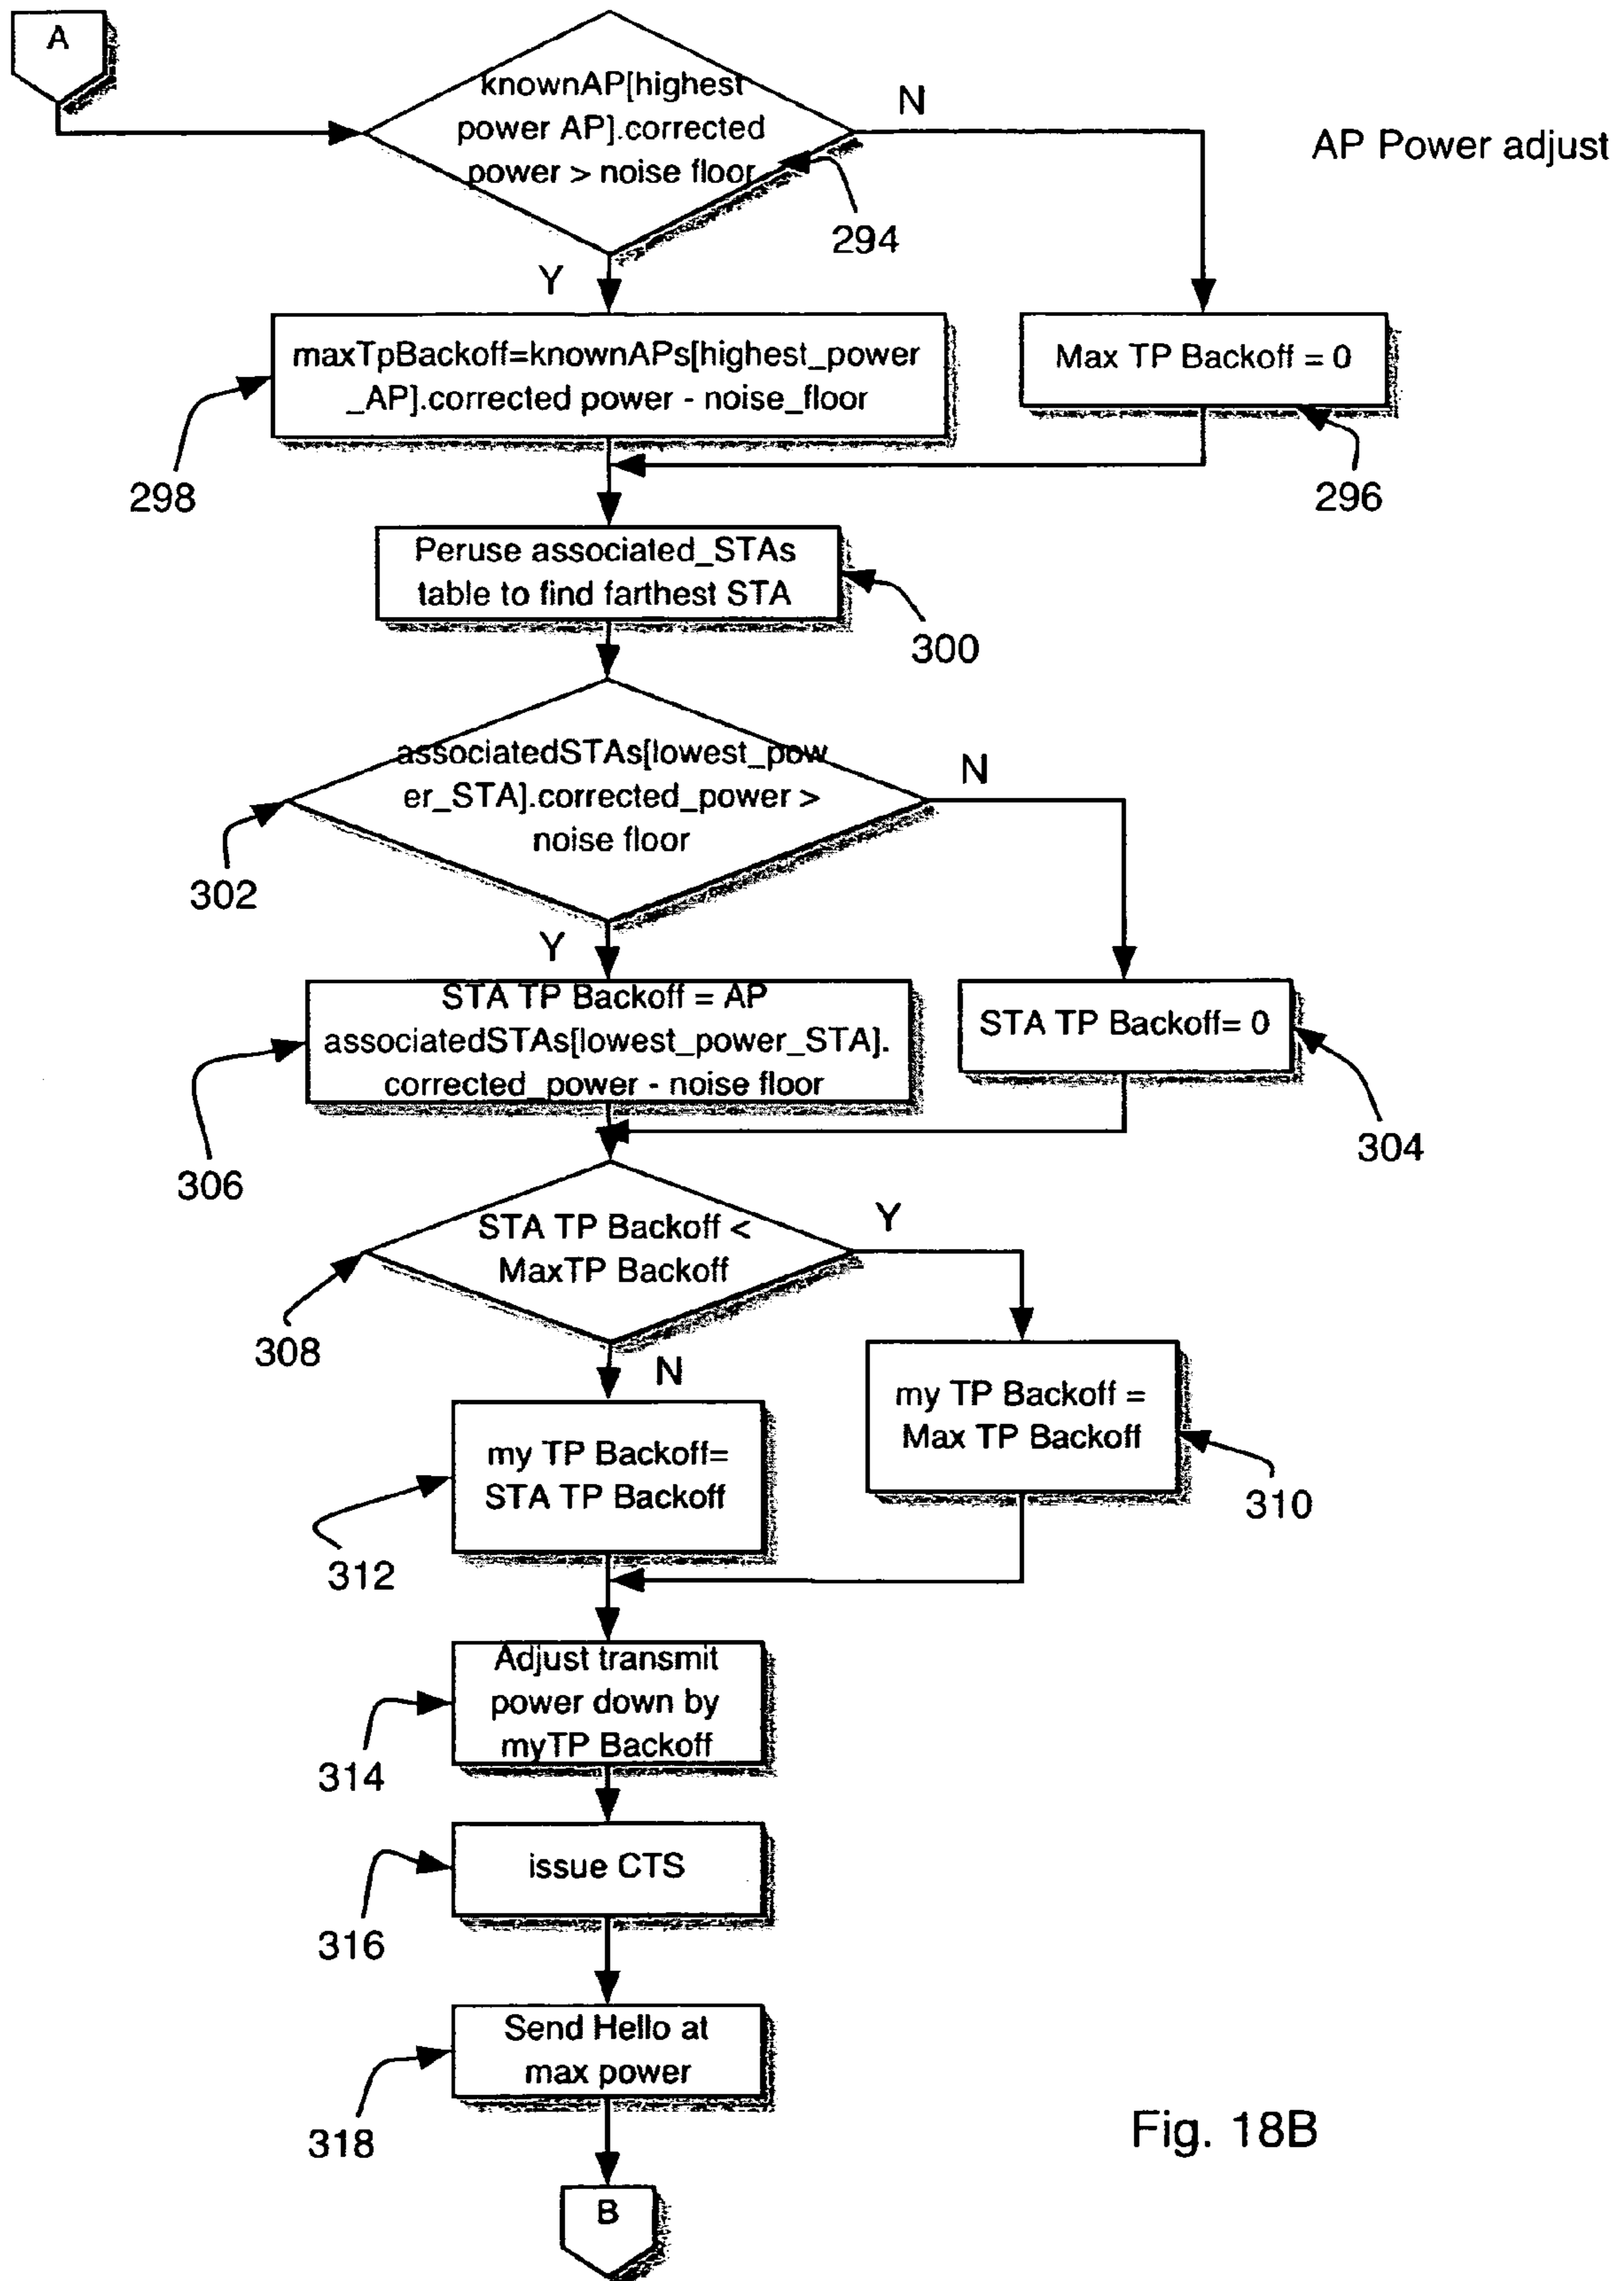 A
knownAP[highest
power AP].corrected
power > noise floor
N
AP Power adjust
294
Y
maxTpBackoff=knownAPs[highest_power
_AP].corrected power - noise_floor
Max TP Backoff = 0
298
296
Peruse associated_STAs
table to find farthest STA
300
associatedSTAs[lowest_pow
er_STA].corrected_power >
noise floor
N
302
Y
STA TP Backoff = AP
associatedSTAs[lowest_power_STA].
corrected_power - noise floor
STA TP Backoff= 0
306
304
STA TP Backoff <
MaxTP Backoff
Y
308
N
my TP Backoff=
STA TP Backoff
my TP Backoff =
Max TP Backoff
310
312
Adjust transmit
power down by
myTP Backoff
314
issue CTS
316
Send Hello at
max power
318
Fig. 18B
B